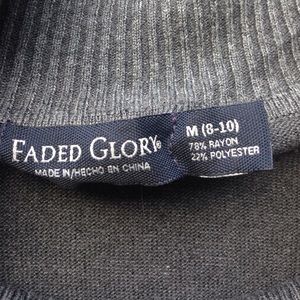 FADED GLORY®
MADE IN/HECHO EN CHINA
M (8-10)
78% RAYON
22% POLYESTER